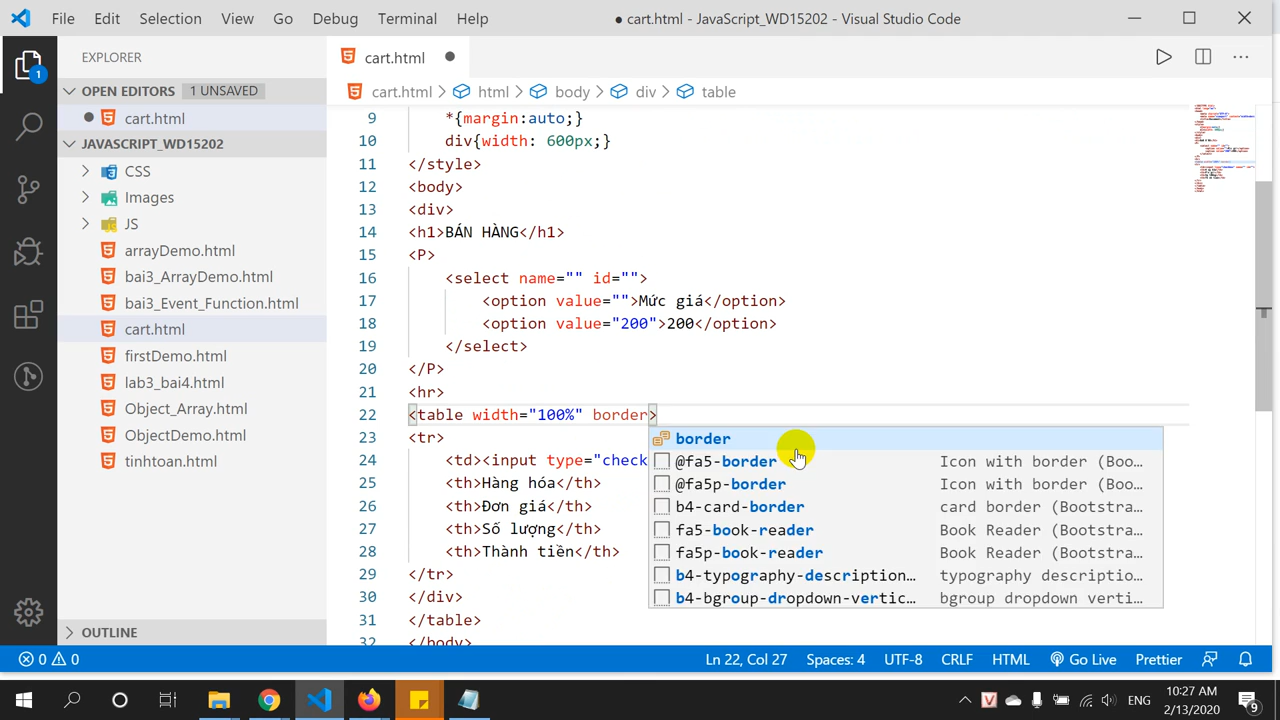 File Edit Selection View Go Debug Terminal Help ● cart.html - JavaScript_WD15202 - Visual Studio Code
EXPLORER
OPEN EDITORS 1 UNSAVED
cart.html
JAVASCRIPT_WD15202
CSS
Images
JS
arrayDemo.html
bai3_ArrayDemo.html
bai3_Event_Function.html
cart.html
firstDemo.html
lab3_bai4.html
Object_Array.html
ObjectDemo.html
tinhtoan.html
OUTLINE
1
cart.html
cart.html > html > body > div > table
9 *{margin:auto;}
10 div{width: 600px;}
11 </style>
12 <body>
13 <div>
14 <h1>BÁN HÀNG</h1>
15 <P>
16 <select name="" id="">
17 <option value="">Mức giá</option>
18 <option value="200">200</option>
19 </select>
20 </P>
21 <hr>
22 <table width="100%" border>
23 <tr>
24 <td><input type="check
25 <th>Hàng hóa</th>
26 <th>Đơn giá</th>
27 <th>Số lượng</th>
28 <th>Thành tiền</th>
29 </tr>
30 </div>
31 </table>
32 </body>
border
@fa5-border Icon with border (Boo…
@fa5p-border Icon with border (Boo…
b4-card-border card border (Bootstra…
fa5-book-reader Book Reader (Bootstra…
fa5p-book-reader Book Reader (Bootstra…
b4-typography-description… typography descriptio…
b4-bgroup-dropdown-vertic… bgroup dropdown verti…
0 0 Ln 22, Col 27 Spaces: 4 UTF-8 CRLF HTML Go Live Prettier
ENG 10:27 AM
2/13/2020 9